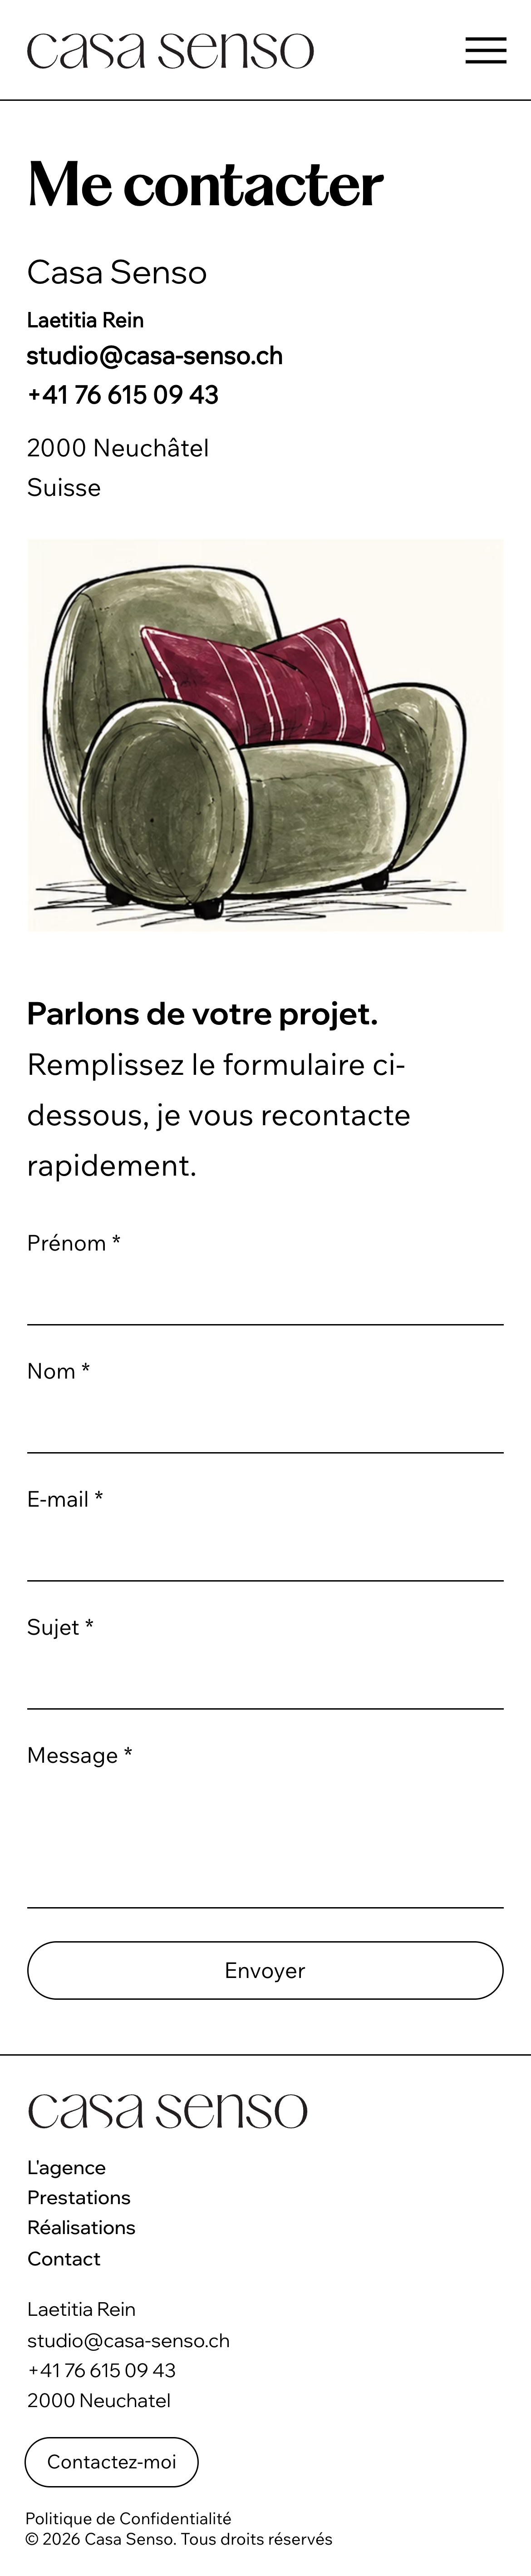 casa senso
Me contacter
Casa Senso
Laetitia Rein
studio@casa-senso.ch
+41 76 615 09 43
2000 Neuchâtel
Suisse
Parlons de votre projet.
Remplissez le formulaire ci-
dessous, je vous recontacte
rapidement.
Prénom *
Nom *
E-mail *
Sujet *
Message *
Envoyer
casa senso
L'agence
Prestations
Réalisations
Contact
Laetitia Rein
studio@casa-senso.ch
+41 76 615 09 43
2000 Neuchatel
Contactez-moi
Politique de Confidentialité
© 2026 Casa Senso. Tous droits réservés